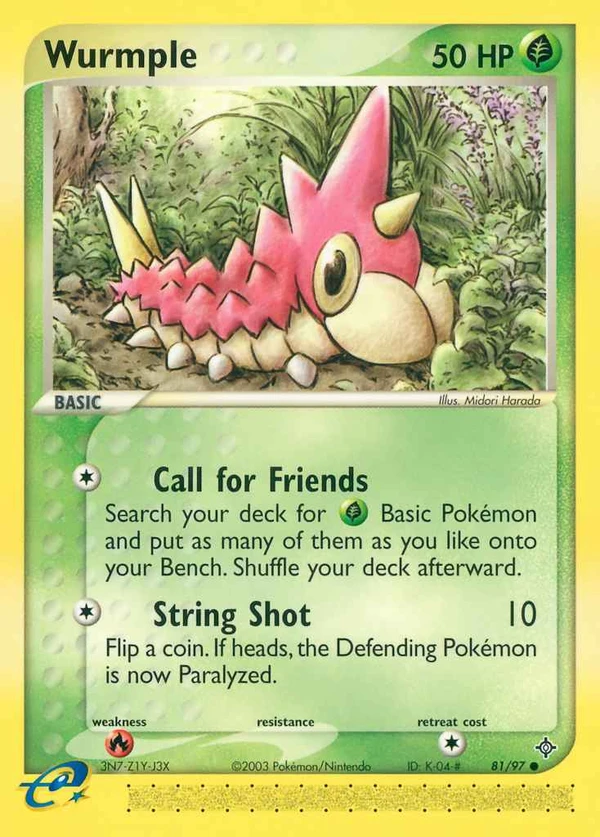 Wurmple
50 HP
BASIC
Illus. Midori Harada
Call for Friends
Search your deck for Basic Pokémon
and put as many of them as you like onto
your Bench. Shuffle your deck afterward.
String Shot 10
Flip a coin. If heads, the Defending Pokémon
is now Paralyzed.
weakness resistance retreat cost
3N7-Z1Y-J3X ©2003 Pokémon/Nintendo ID: K-04-# 81/97
e